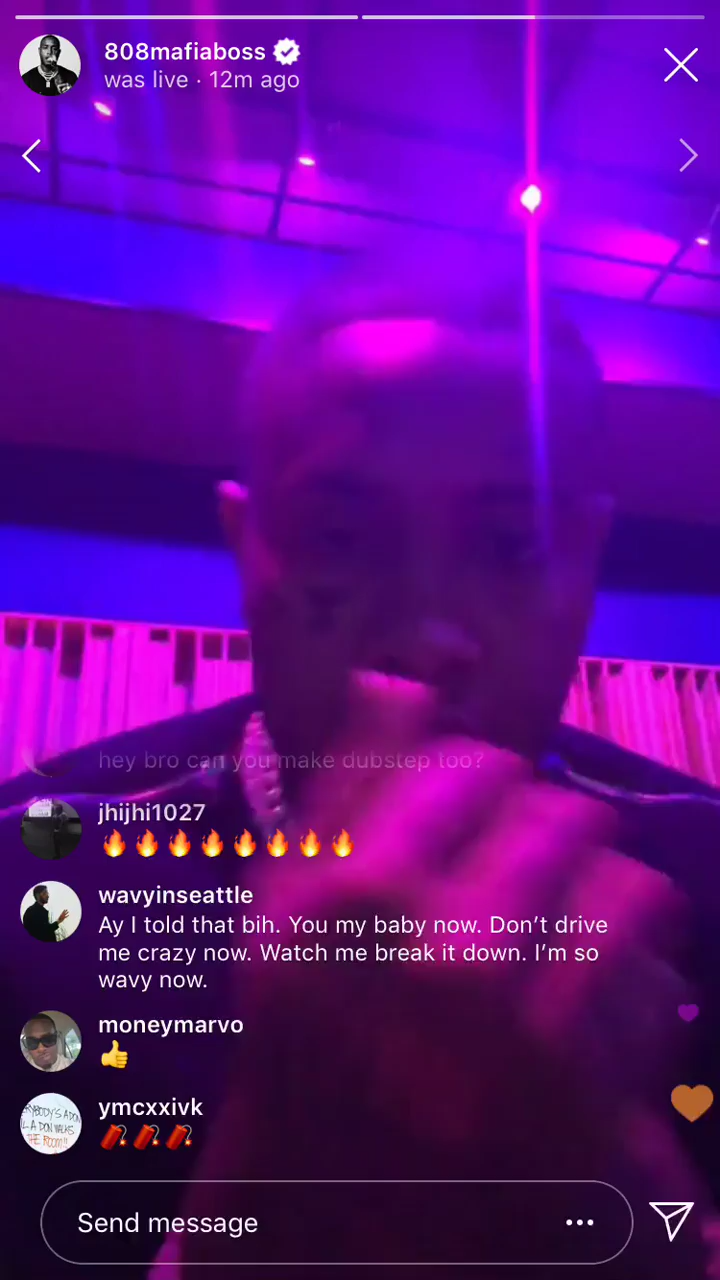 808mafiaboss
was live · 12m ago
hey bro can you make dubstep too?
jhijhi1027
🔥🔥🔥🔥🔥🔥🔥🔥
wavyinseattle
Ay I told that bih. You my baby now. Don’t drive
me crazy now. Watch me break it down. I’m so
wavy now.
moneymarvo
👍
ymcxxivk
🧨🧨🧨
THE ROOM!!
Send message